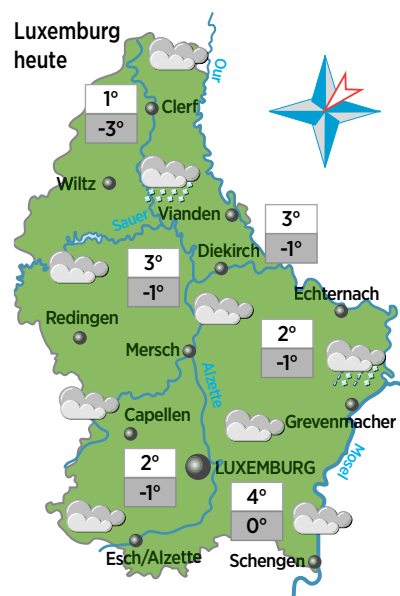 Luxemburg
heute
Our
1°
-3°
Clerf
Wiltz
Sauer
Vianden
3°
-1°
Diekirch
3°
-1°
Echternach
Redingen
2°
-1°
Mersch
Alzette
Capellen
Grevenmacher
Mosel
2°
-1°
LUXEMBURG
4°
0°
Esch/Alzette
Schengen